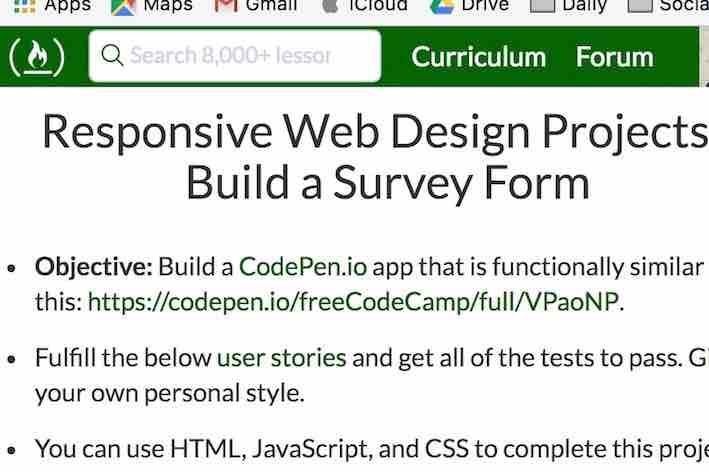 Apps Maps Gmail iCloud Drive Daily Socia
Search 8,000+ lessor Curriculum Forum
Responsive Web Design Projects
Build a Survey Form
• Objective: Build a CodePen.io app that is functionally similar
this: https://codepen.io/freeCodeCamp/full/VPaoNP.
• Fulfill the below user stories and get all of the tests to pass. Gi
your own personal style.
• You can use HTML, JavaScript, and CSS to complete this proje